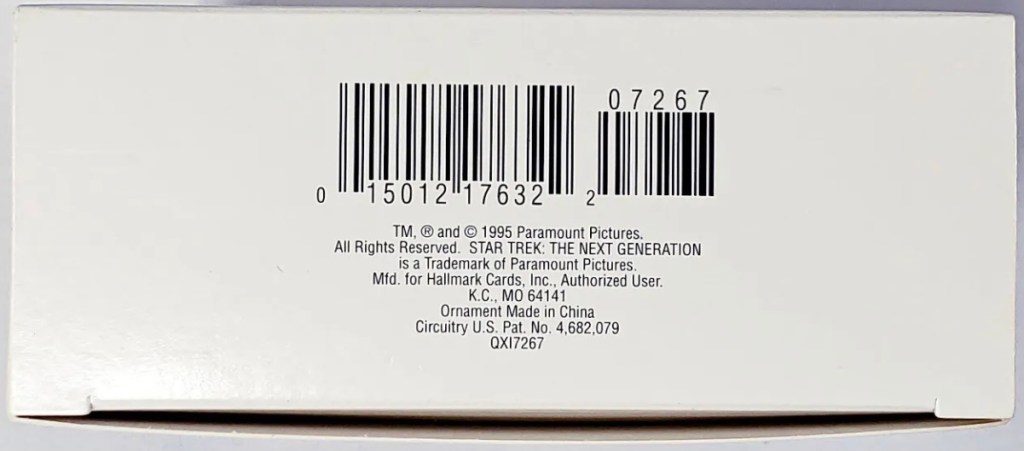 07267
0 15012 17632 2
TM, ® and © 1995 Paramount Pictures.
All Rights Reserved. STAR TREK: THE NEXT GENERATION
is a Trademark of Paramount Pictures.
Mfd. for Hallmark Cards, Inc., Authorized User.
K.C., MO 64141
Ornament Made in China
Circuitry U.S. Pat. No. 4,682,079
QXI7267